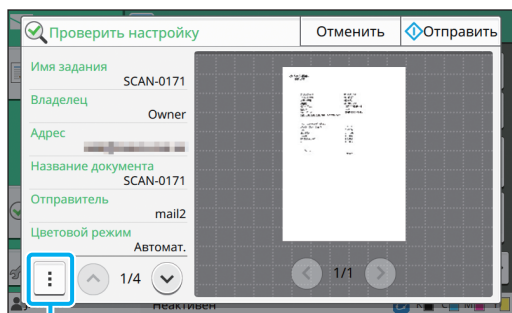 Проверить настройку
Отменить
Отправить
Имя задания
SCAN-0171
Владелец
Owner
Адрес
Название документа
SCAN-0171
Отправитель
mail2
Цветовой режим
Автомат.
1/4
1/1
Неактивен